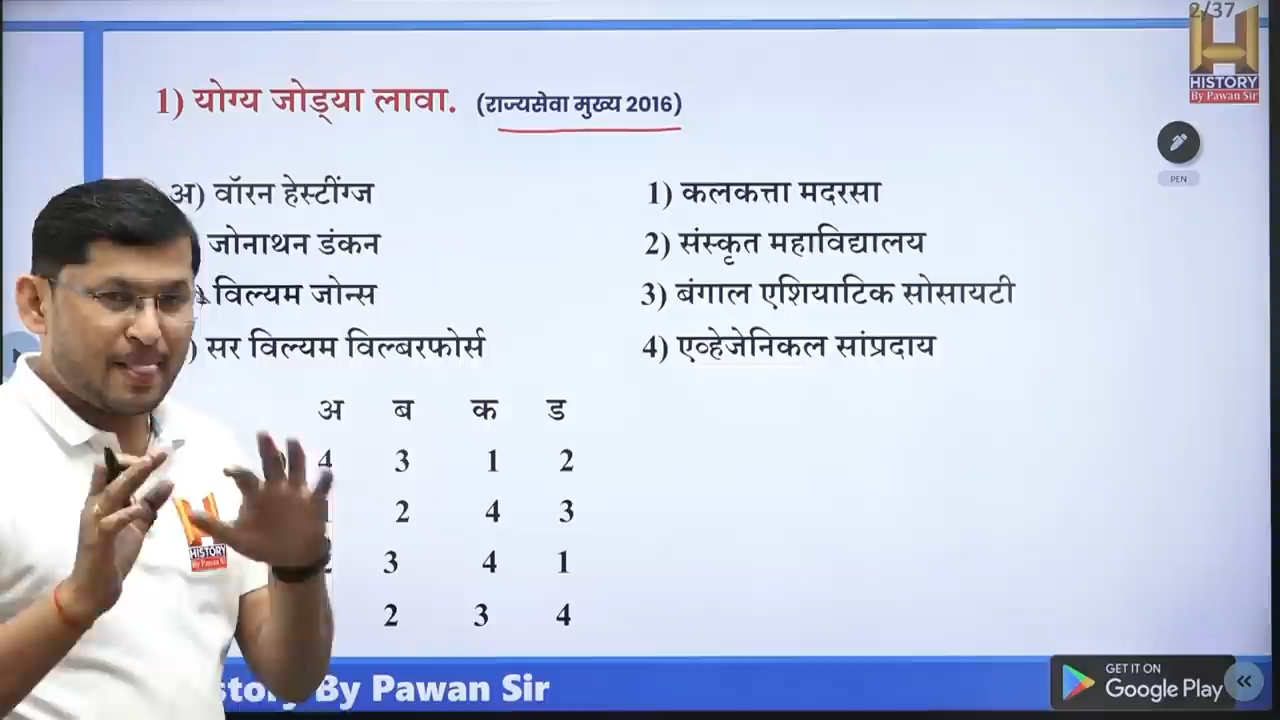 2/37
HISTORY
By Pawan Sir
1) योग्य जोड्या लावा. (राज्यसेवा मुख्य 2016)
PEN
अ) वॉरन हेस्टींग्ज 1) कलकत्ता मदरसा
) जोनाथन डंकन 2) संस्कृत महाविद्यालय
विल्यम जोन्स 3) बंगाल एशियाटिक सोसायटी
) सर विल्यम विल्बरफोर्स 4) एव्हेजेनिकल सांप्रदाय
अ ब क ड
4 3 1 2
2 4 3
3 4 1
2 3 4
HISTORY
By Pawan Sir
GET IT ON
Google Play